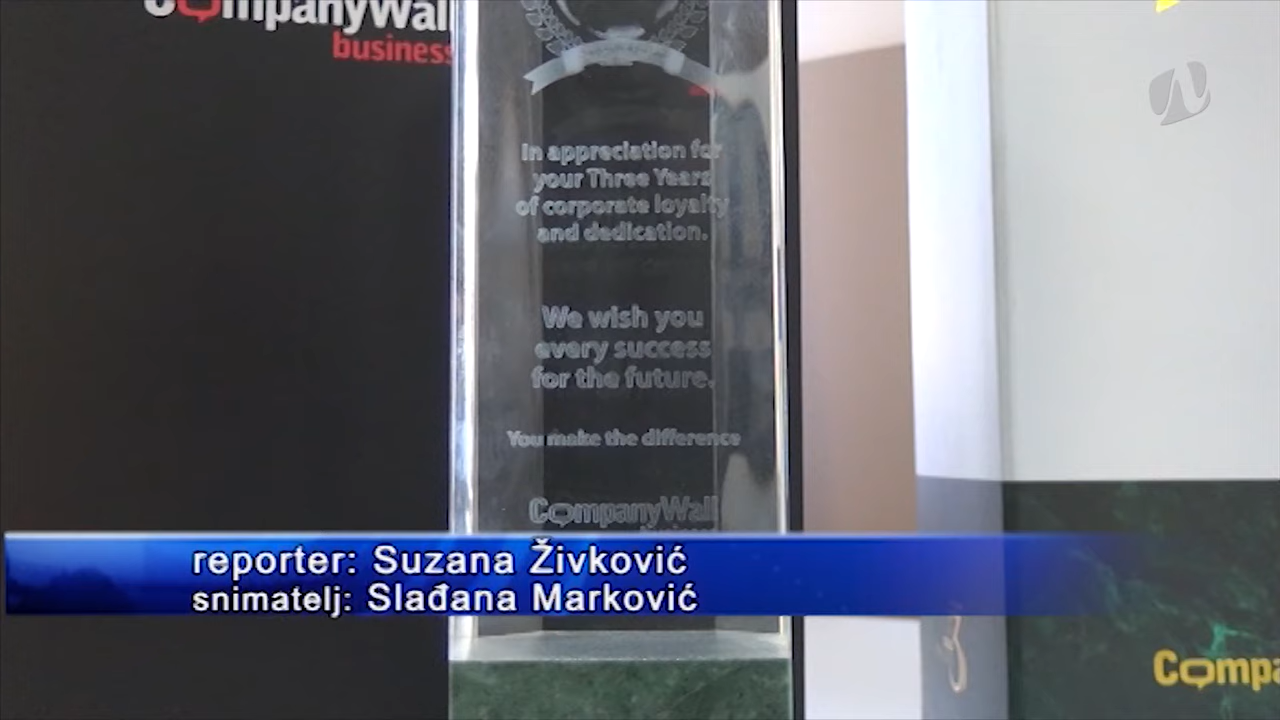 CompanyWall
business
In appreciation for
your Three Years
of corporate loyalty
and dedication.
We wish you
every success
for the future.
You make the difference
CompanyWall
reporter: Suzana Živković
snimatelj: Slađana Marković
3
Compa